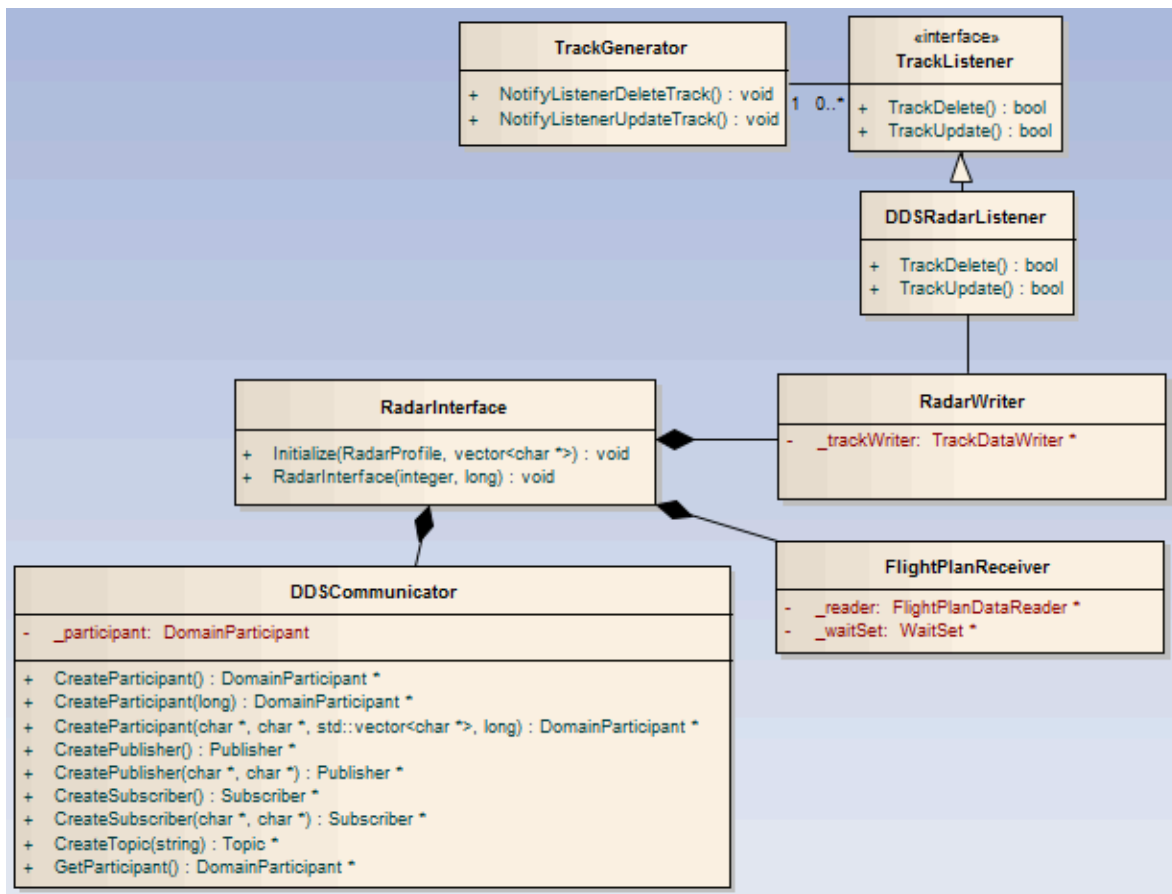 TrackGenerator
+ NotifyListenerDeleteTrack() : void
+ NotifyListenerUpdateTrack() : void
1 0..*
«interface»
TrackListener
+ TrackDelete() : bool
+ TrackUpdate() : bool
DDSRadarListener
+ TrackDelete() : bool
+ TrackUpdate() : bool
RadarInterface
+ Initialize(RadarProfile, vector<char *>) : void
+ RadarInterface(integer, long) : void
RadarWriter
- _trackWriter: TrackDataWriter *
FlightPlanReceiver
- _reader: FlightPlanDataReader *
- _waitSet: WaitSet *
DDSCommunicator
- _participant: DomainParticipant
+ CreateParticipant() : DomainParticipant *
+ CreateParticipant(long) : DomainParticipant *
+ CreateParticipant(char *, char *, std::vector<char *>, long) : DomainParticipant *
+ CreatePublisher() : Publisher *
+ CreatePublisher(char *, char *) : Publisher *
+ CreateSubscriber() : Subscriber *
+ CreateSubscriber(char *, char *) : Subscriber *
+ CreateTopic(string) : Topic *
+ GetParticipant() : DomainParticipant *